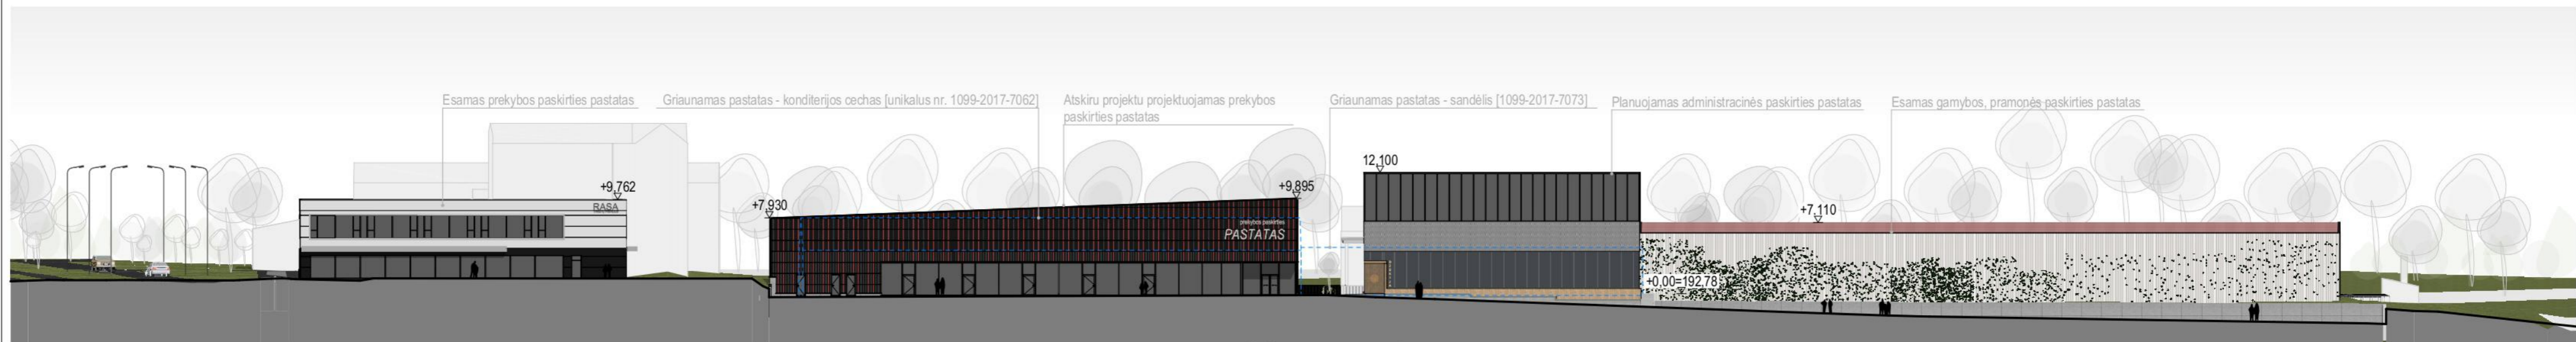 Esamas prekybos paskirties pastatas
Griaunamas pastatas - konditerijos cechas [unikalus nr. 1099-2017-7062]
Atskiru projektu projektuojamas prekybos
paskirties pastatas
Griaunamas pastatas - sandėlis [1099-2017-7073]
Planuojamas administracinės paskirties pastatas
Esamas gamybos, pramonės paskirties pastatas
+9,762
RASA
+7,930
+9,895
prekybos paskirties
PASTATAS
12,100
+7,110
+0,00=192,78